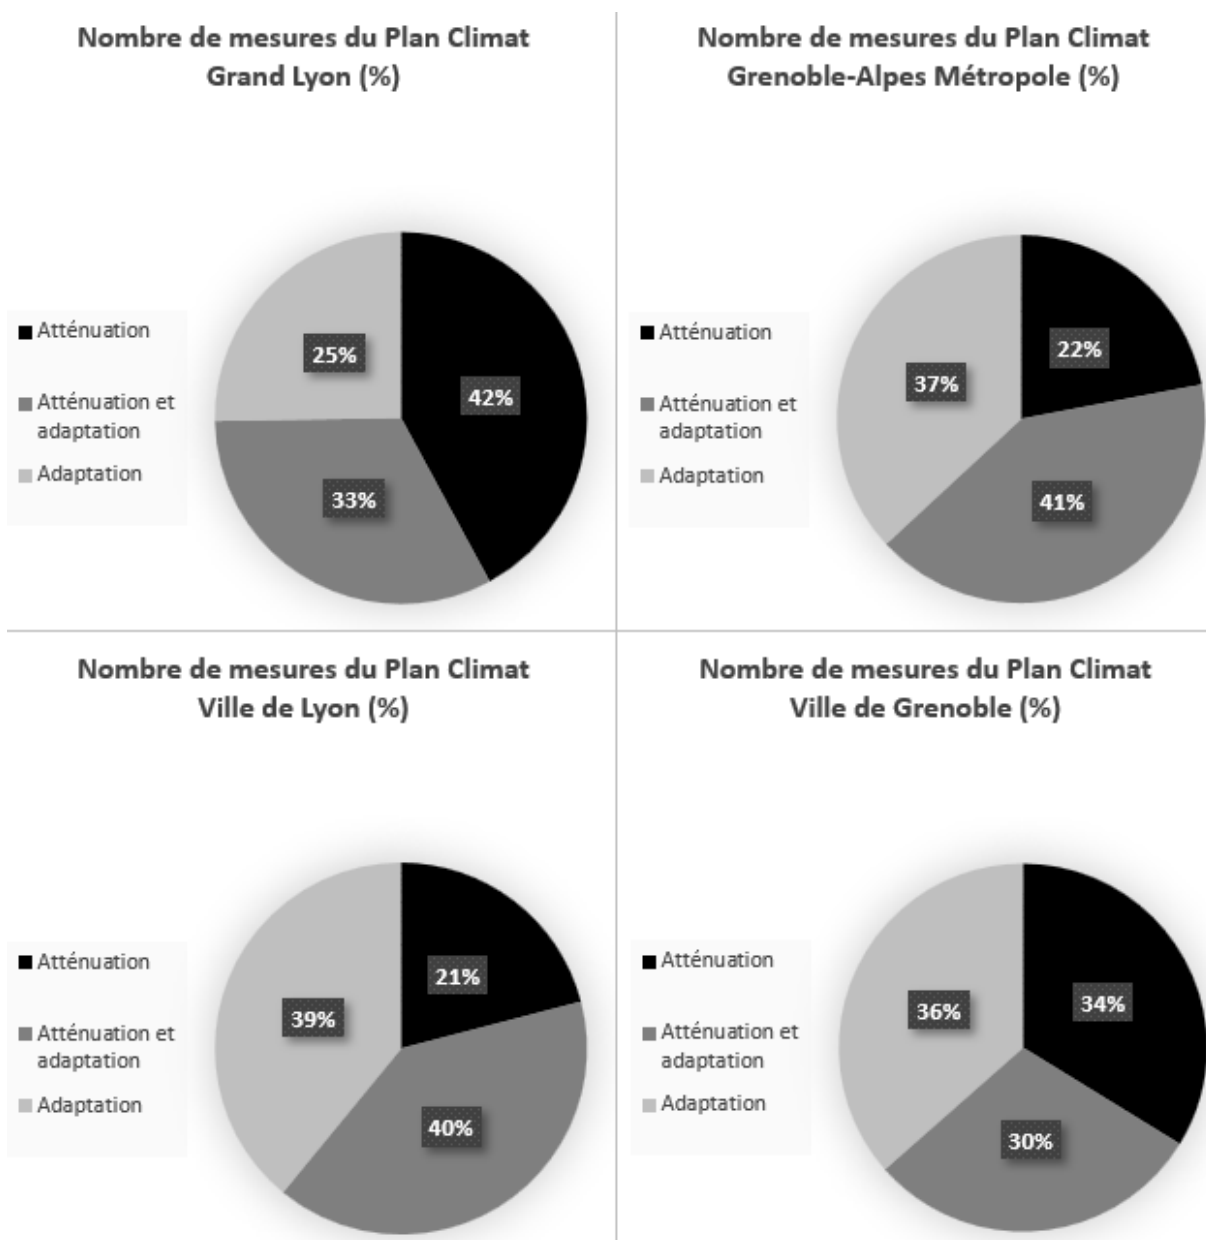 Nombre de mesures du Plan Climat
Grand Lyon (%)
Atténuation
Atténuation et
adaptation
Adaptation
25%
42%
33%
Nombre de mesures du Plan Climat
Grenoble-Alpes Métropole (%)
Atténuation
Atténuation et
adaptation
Adaptation
22%
37%
41%
Nombre de mesures du Plan Climat
Ville de Lyon (%)
Atténuation
Atténuation et
adaptation
Adaptation
21%
39%
40%
Nombre de mesures du Plan Climat
Ville de Grenoble (%)
Atténuation
Atténuation et
adaptation
Adaptation
34%
36%
30%